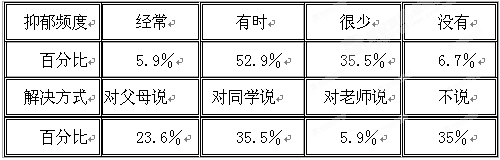 抑郁频度 经常 有时 很少 没有
百分比 5.9% 52.9% 35.5% 6.7%
解决方式 对父母说 对同学说 对老师说 不说
百分比 23.6% 35.5% 5.9% 35%